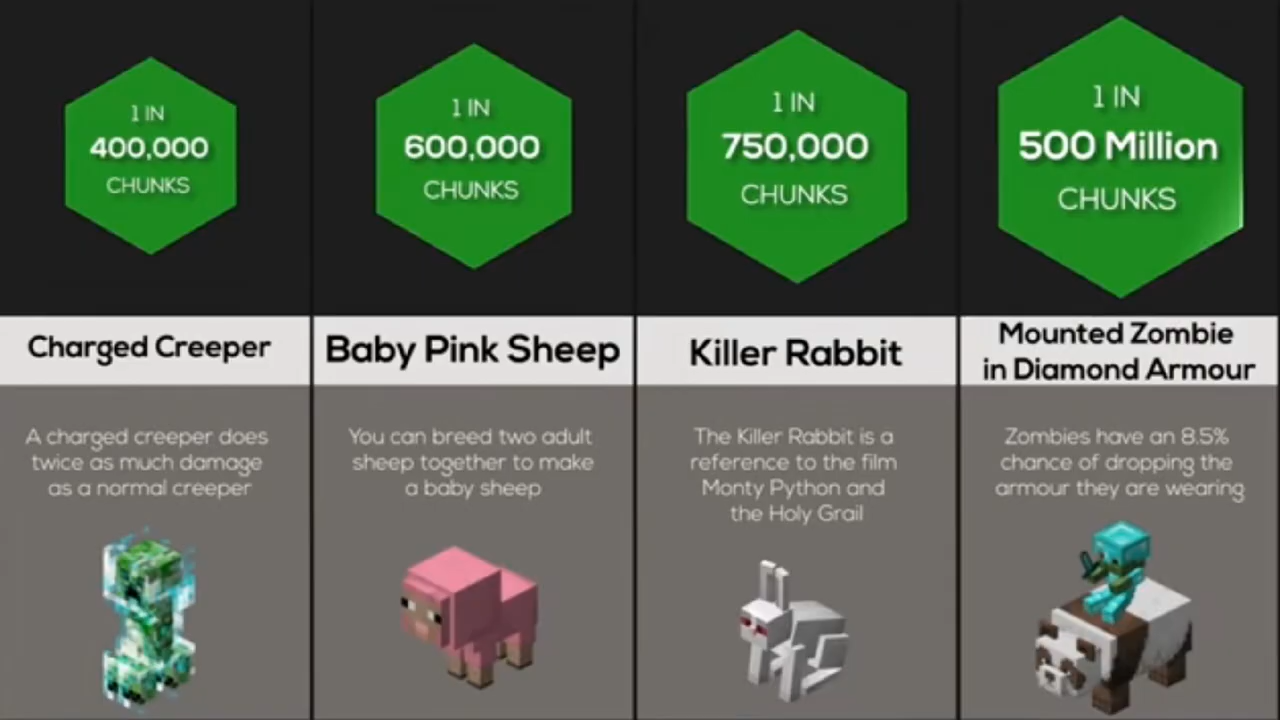 1 IN
400,000
CHUNKS
1 IN
600,000
CHUNKS
1 IN
750,000
CHUNKS
1 IN
500 Million
CHUNKS
Charged Creeper
Baby Pink Sheep
Killer Rabbit
Mounted Zombie
in Diamond Armour
A charged creeper does
twice as much damage
as a normal creeper
You can breed two adult
sheep together to make
a baby sheep
The Killer Rabbit is a
reference to the film
Monty Python and
the Holy Grail
Zombies have an 8.5%
chance of dropping the
armour they are wearing